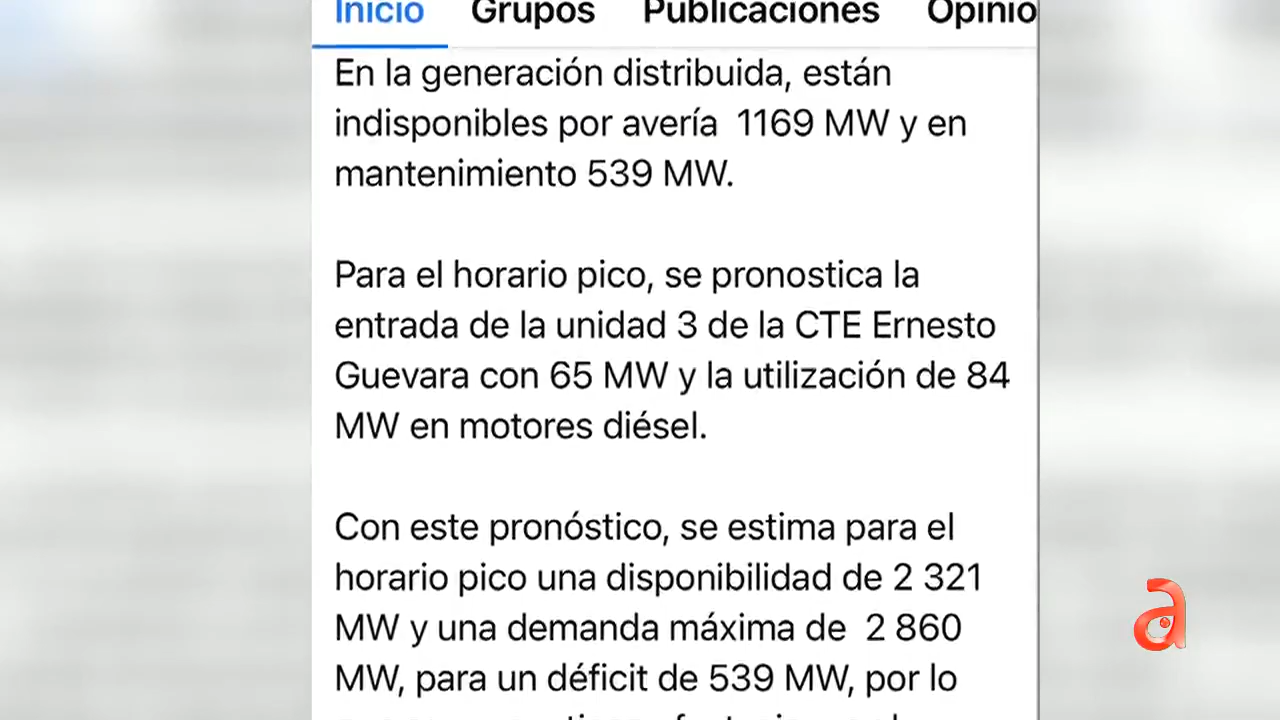 Inicio Grupos Publicaciones Opinio
En la generación distribuida, están
indisponibles por avería 1169 MW y en
mantenimiento 539 MW.
Para el horario pico, se pronostica la
entrada de la unidad 3 de la CTE Ernesto
Guevara con 65 MW y la utilización de 84
MW en motores diésel.
Con este pronóstico, se estima para el
horario pico una disponibilidad de 2 321
MW y una demanda máxima de 2 860
MW, para un déficit de 539 MW, por lo
a